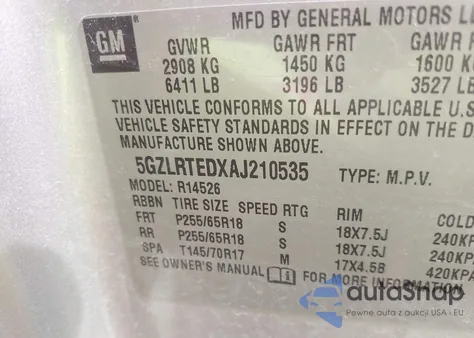 GM
MFD BY GENERAL MOTORS LL
GVWR GAWR FRT GAWR R
2908 KG 1450 KG 1600 K
6411 LB 3196 LB 3527 LB
THIS VEHICLE CONFORMS TO ALL APPLICABLE U.S
VEHICLE SAFETY STANDARDS IN EFFECT ON THE D
MANUFACTURE SHOWN ABOVE.
5GZLRTEDXAJ210535 TYPE: M.P.V.
MODEL: R14526
RBBN TIRE SIZE SPEED RTG RIM COLD
FRT P255/65R18 S 18X7.5J 240KP
RR P255/65R18 S 18X7.5J 240KP
SPA T145/70R17 M 17X4.5B 420KPA
SEE OWNER'S MANUAL FOR MORE INFORMATION
autoSnap
Pewne auta z aukcji USA i EU